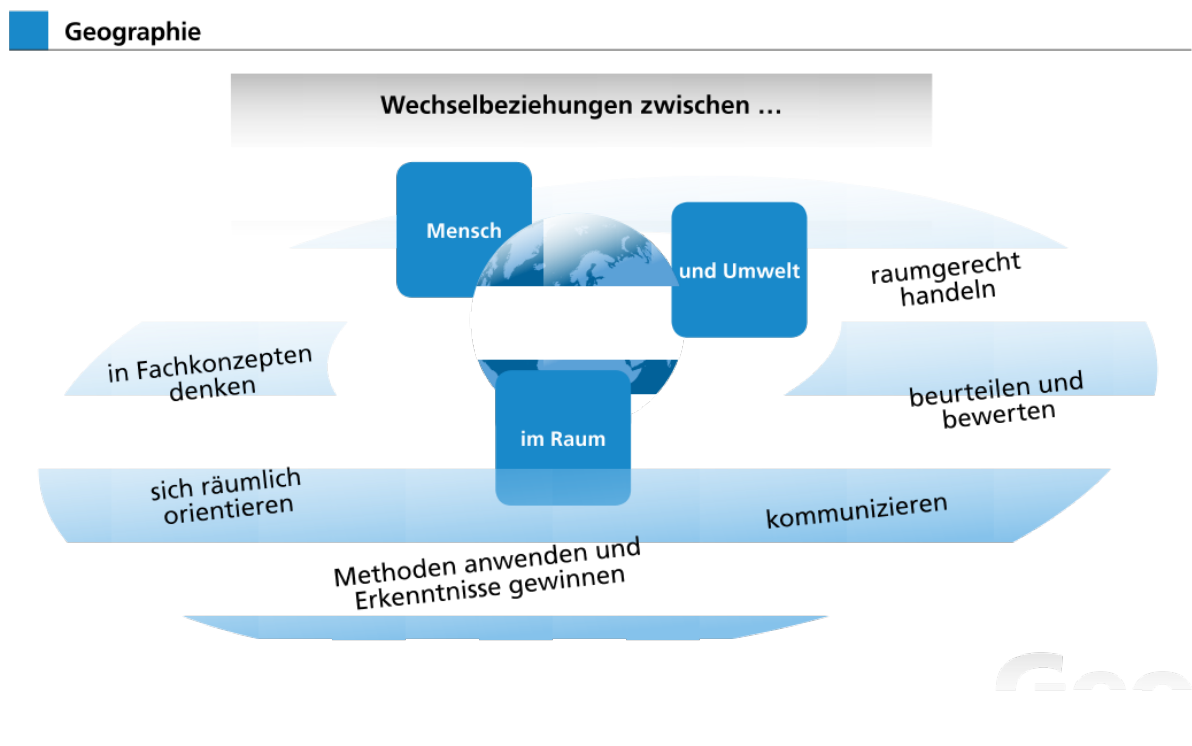 Geographie
Wechselbeziehungen zwischen …
Mensch
und Umwelt
raumgerecht
handeln
in Fachkonzepten
denken
beurteilen und
bewerten
im Raum
sich räumlich
orientieren
kommunizieren
Methoden anwenden und
Erkenntnisse gewinnen